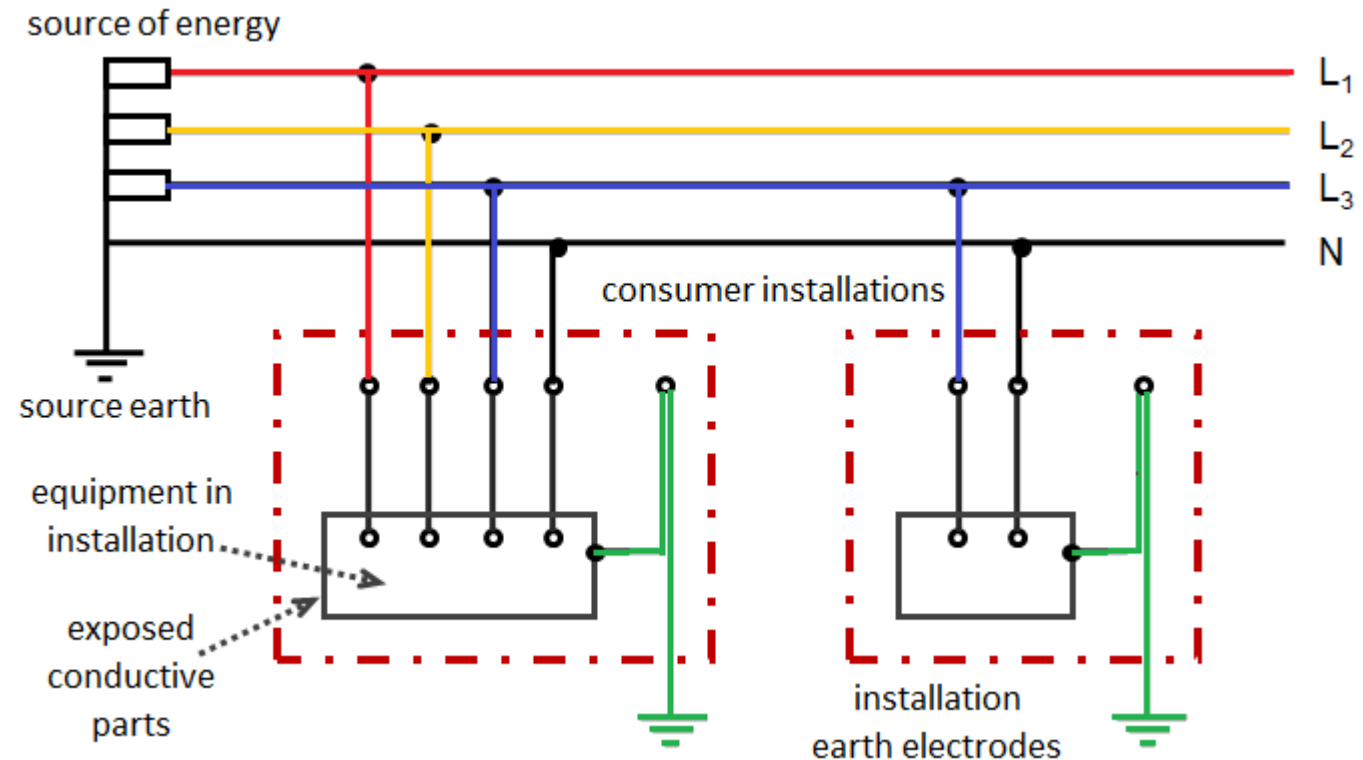 source of energy
L₁
L₂
L₃
N
consumer installations
source earth
equipment in
installation
exposed
conductive
parts
installation
earth electrodes